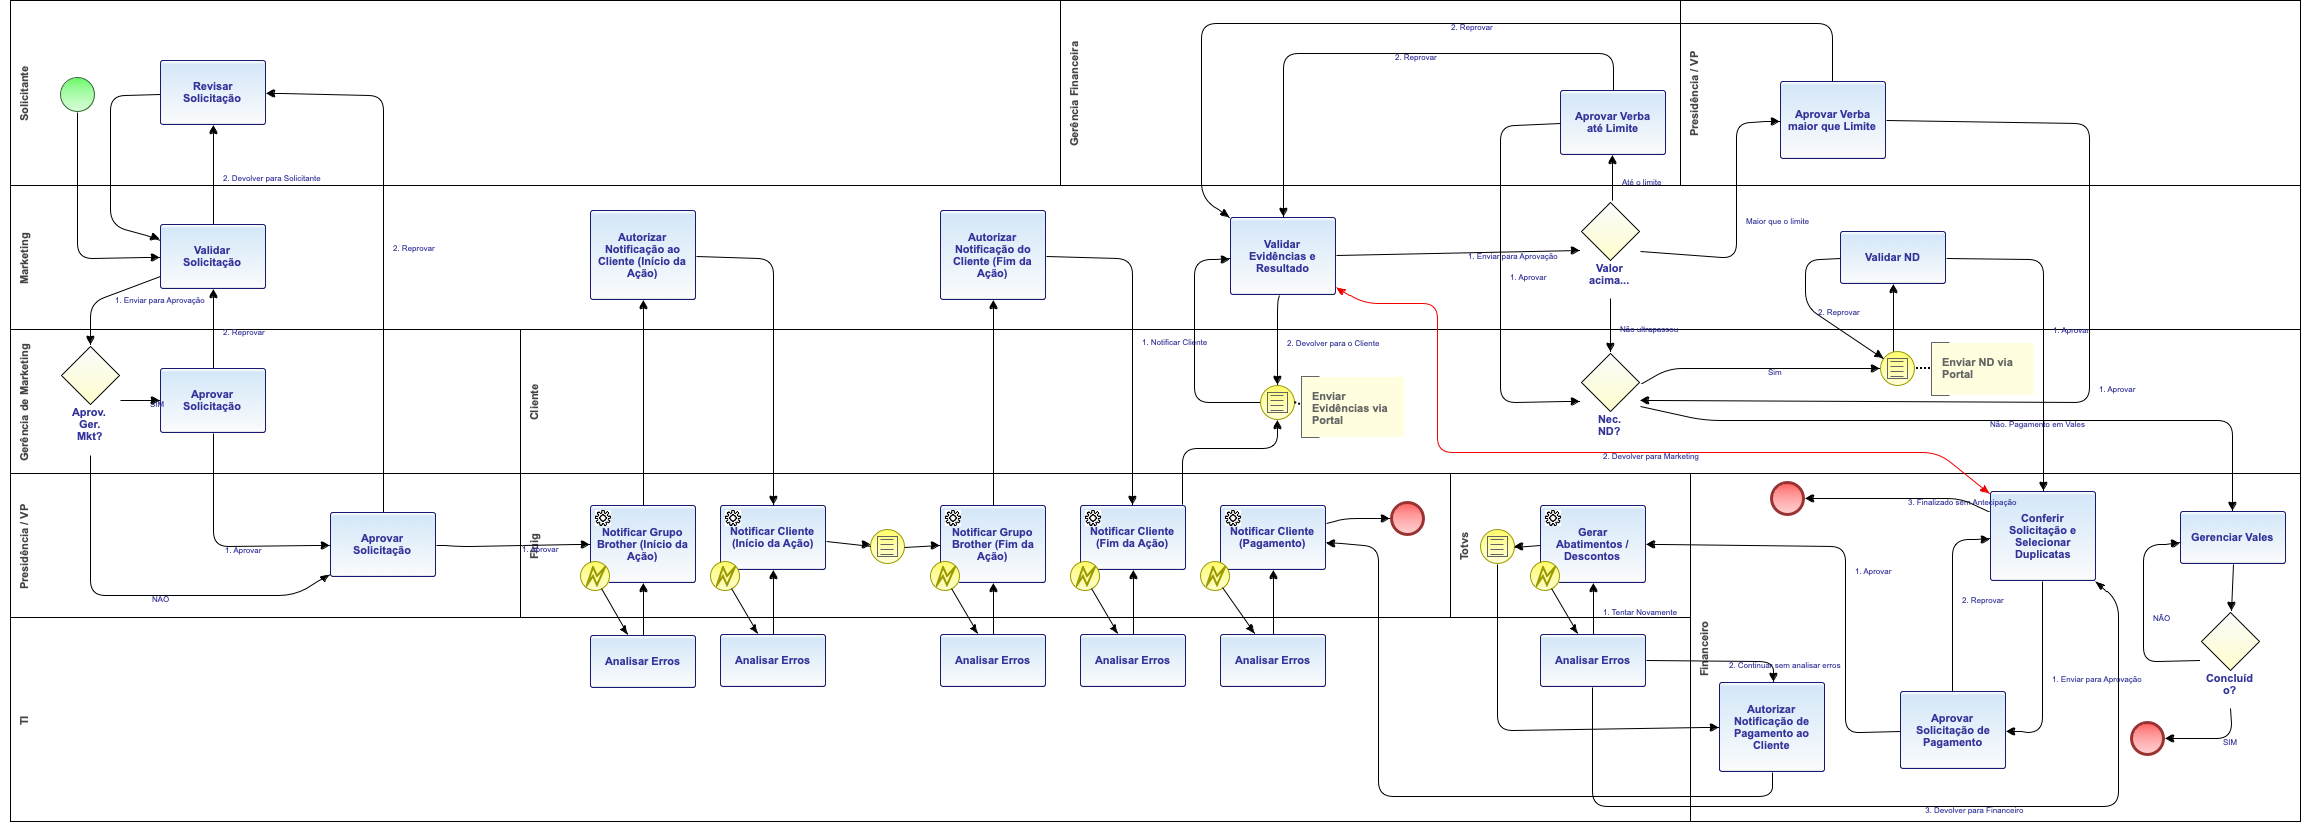 Solicitante
Revisar
Solicitação
2. Devolver para Solicitante
Gerência Financeira
2. Reprovar
2. Reprovar
Aprovar Verba
até Limite
Até o limite
Presidência / VP
Aprovar Verba
maior que Limite
Marketing
Validar
Solicitação
1. Enviar para Aprovação
2. Reprovar
2. Reprovar
Autorizar
Notificação ao
Cliente (Início da
Ação)
Autorizar
Notificação do
Cliente (Fim da
Ação)
Validar
Evidências e
Resultado
1. Enviar para Aprovação
1. Aprovar
Valor
acima...
Maior que o limite
Não ultrapassou
Validar ND
2. Reprovar
1. Aprovar
Gerência de Marketing
Aprov.
Ger.
Mkt?
SIM
Aprovar
Solicitação
Cliente
1. Notificar Cliente
2. Devolver para o Cliente
Enviar
Evidências via
Portal
Nec.
ND?
Sim
Enviar ND via
Portal
1. Aprovar
Não. Pagamento em Vales
2. Devolver para Marketing
Presidência / VP
1. Aprovar
NÃO
Aprovar
Solicitação
1. Aprovar
Fluig
Notificar Grupo
Brother (Início da
Ação)
Notificar Cliente
(Início da Ação)
Notificar Grupo
Brother (Fim da
Ação)
Notificar Cliente
(Fim da Ação)
Notificar Cliente
(Pagamento)
Totvs
Gerar
Abatimentos /
Descontos
1. Tentar Novamente
Financeiro
3. Finalizado sem Antecipação
Conferir
Solicitação e
Selecionar
Duplicatas
1. Aprovar
2. Reprovar
Gerenciar Vales
NÃO
TI
Analisar Erros
Analisar Erros
Analisar Erros
Analisar Erros
Analisar Erros
Analisar Erros
2. Continuar sem analisar erros
Autorizar
Notificação de
Pagamento ao
Cliente
Aprovar
Solicitação de
Pagamento
1. Enviar para Aprovação
Concluíd
o?
SIM
3. Devolver para Financeiro